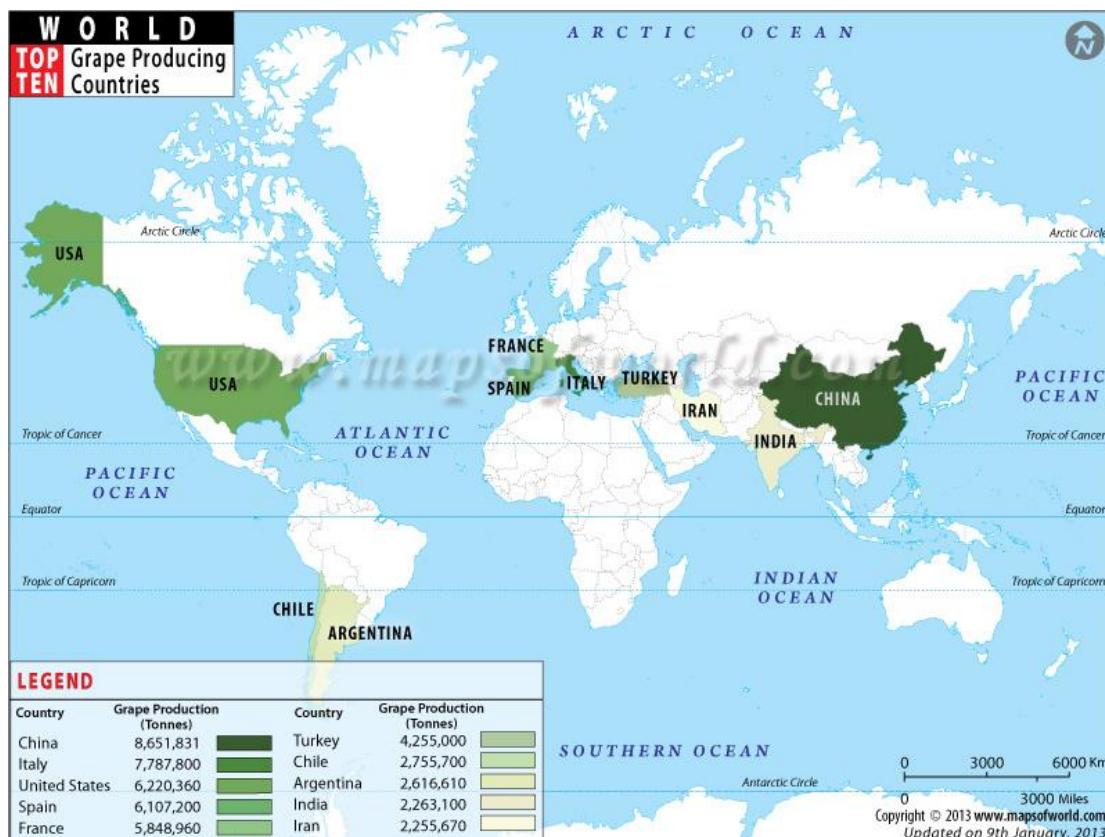 WORLD
TOP TEN Grape Producing Countries
ARCTIC OCEAN
N
Arctic Circle
Arctic Circle
USA
USA
FRANCE
SPAIN
ITALY
TURKEY
IRAN
INDIA
CHINA
www.mapsofworld.com
PACIFIC
OCEAN
ATLANTIC
OCEAN
Tropic of Cancer
Tropic of Cancer
PACIFIC
OCEAN
Equator
Equator
Tropic of Capricorn
Tropic of Capricorn
INDIAN
OCEAN
CHILE
ARGENTINA
LEGEND
Country Grape Production (Tonnes) Country Grape Production (Tonnes)
China 8,651,831 Turkey 4,255,000
Italy 7,787,800 Chile 2,755,700
United States 6,220,360 Argentina 2,616,610
Spain 6,107,200 India 2,263,100
France 5,848,960 Iran 2,255,670
SOUTHERN OCEAN
Antarctic Circle
0 3000 6000 Km
0 3000 Miles
Copyright © 2013 www.mapsofworld.com
Updated on 9th January, 2013